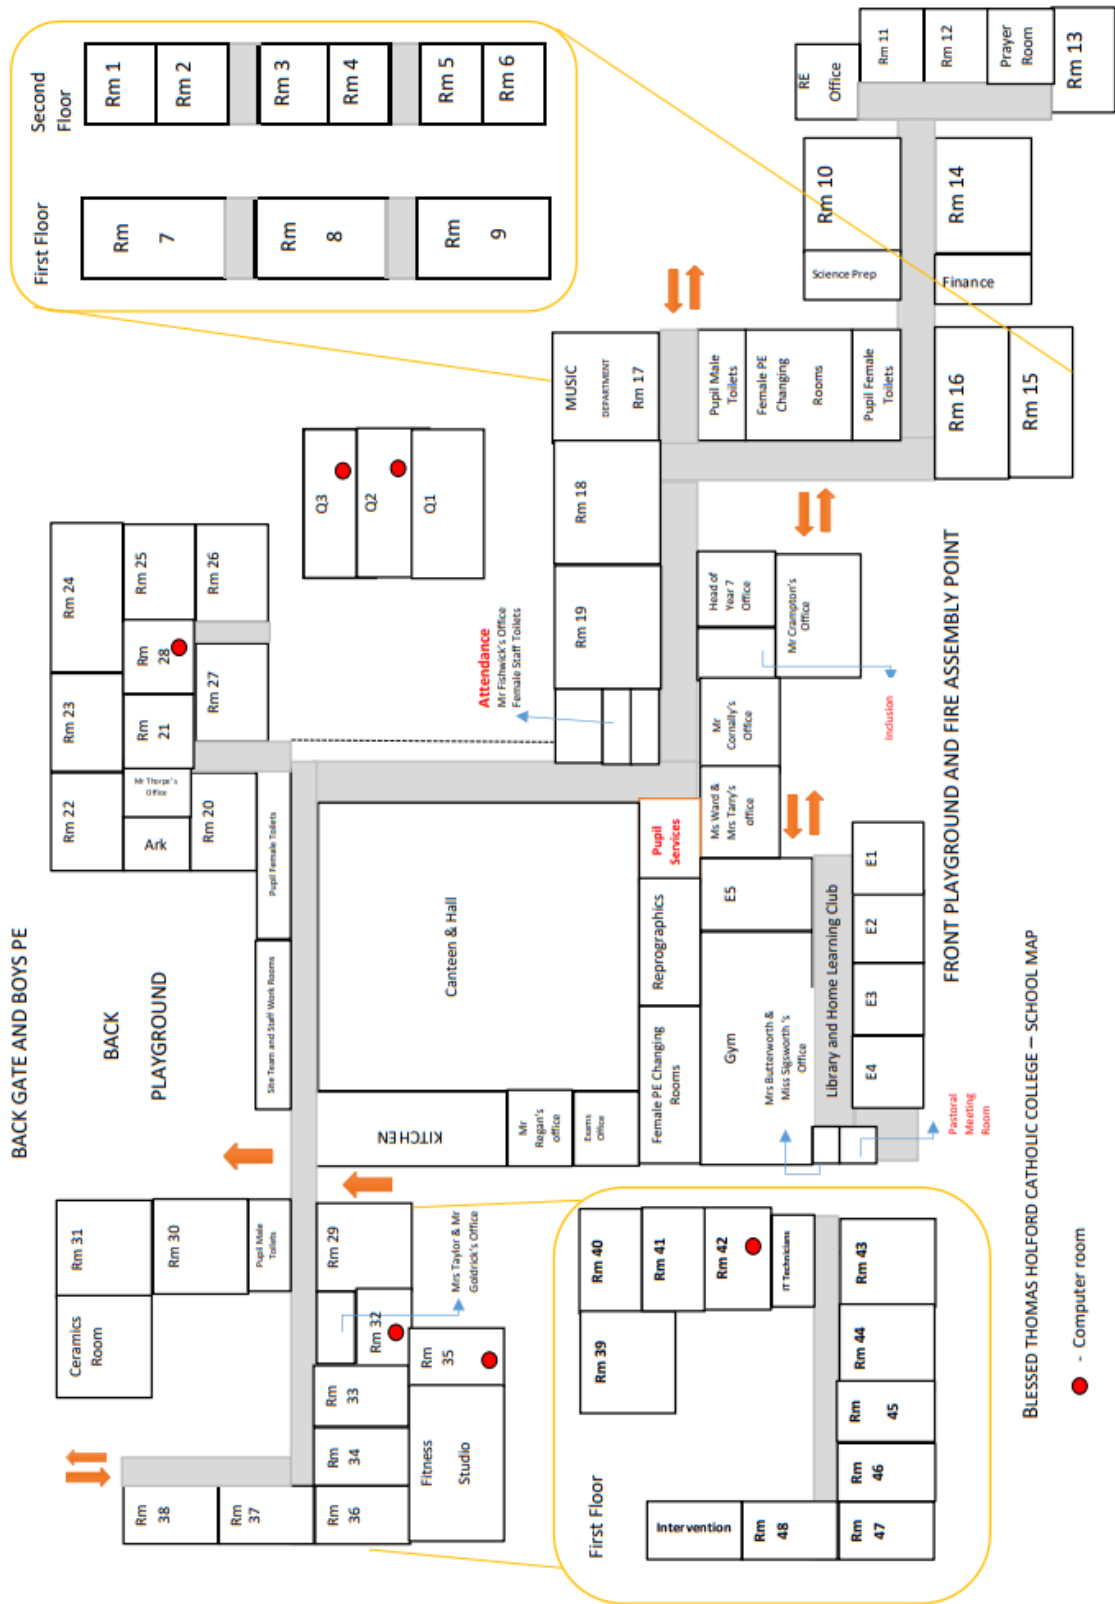 BACK GATE AND BOYS PE
BACK
PLAYGROUND
Rm 31
Rm 30
Pupil Male
Toilets
Ceramics
Room
Rm
38
Rm
37
Rm
36
Rm
34
Rm
33
Rm 29
Rm 32
Mrs Taylor & Mr
Goldrick's Office
Rm
35
Fitness
Studio
Site Team and Staff Work Rooms
Pupil Female Toilets
Rm 22
Rm 23
Rm 24
Ark
Mr Thorpe's
Office
Rm
21
Rm
28
Rm 25
Rm 20
Rm 27
Rm 26
Q3
Q2
Q1
Second
Floor
Rm 1
Rm 2
Rm 3
Rm 4
Rm 5
Rm 6
First Floor
Rm
7
Rm
8
Rm
9
KITCHEN
Mr
Regan's
office
Exams
Office
Canteen & Hall
Attendance
Mr Fishwick's Office
Female Staff Toilets
Rm 19
Rm 18
MUSIC
DEPARTMENT
Rm 17
Female PE Changing
Rooms
Reprographics
Pupil
Services
Gym
E5
Ms Ward &
Mrs Tarry's
office
Mr
Connally's
Office
Head of
Year 7
Office
Mr Crampton's
Office
Inclusion
Mrs Butterworth &
Miss Sigsworth's
Office
Library and Home Learning Club
E4
E3
E2
E1
Pastoral
Meeting
Room
Pupil Male
Toilets
Female PE
Changing
Rooms
Pupil Female
Toilets
Rm 16
Rm 15
Science Prep
Rm 10
Finance
Rm 14
RE
Office
Rm 11
Rm 12
Prayer
Room
Rm 13
First Floor
Rm 40
Rm 41
Rm 42
IT Technicians
Rm 39
Rm 43
Rm 44
Rm
45
Rm
46
Rm
47
Rm
48
Intervention
FRONT PLAYGROUND AND FIRE ASSEMBLY POINT
BLESSED THOMAS HOLFORD CATHOLIC COLLEGE – SCHOOL MAP
- Computer room